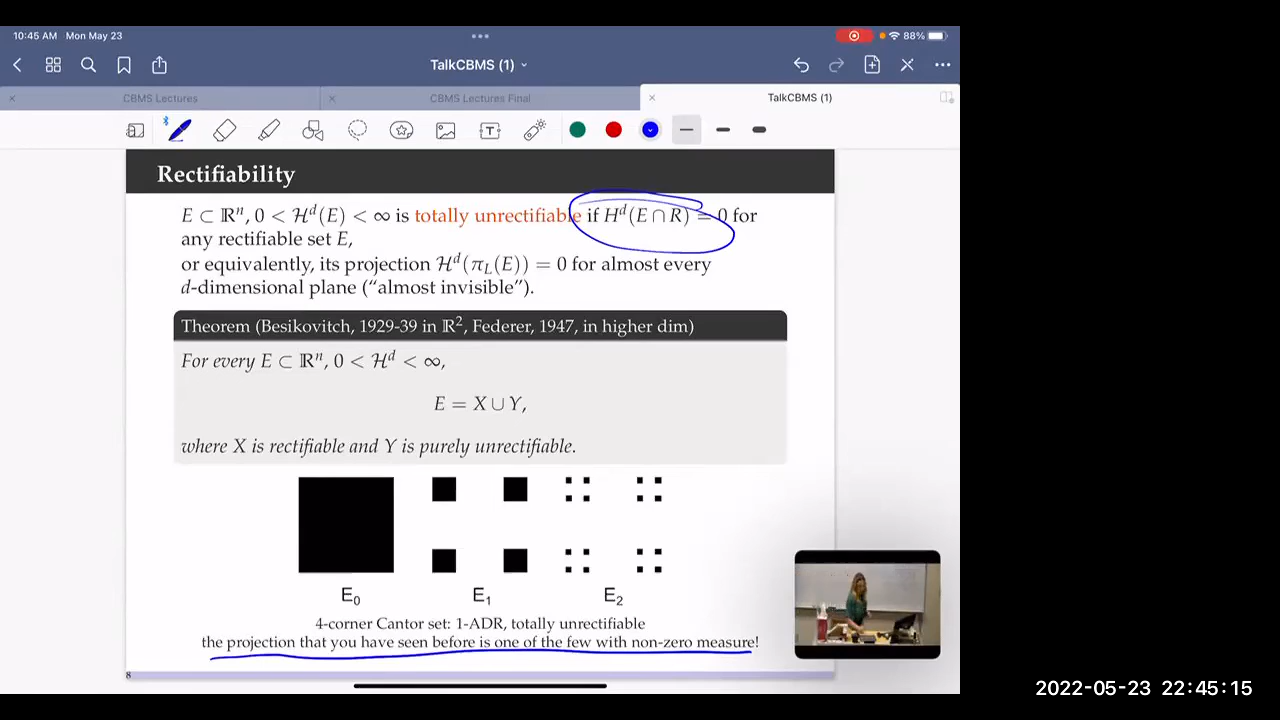 10:45 AM Mon May 23
88%
TalkCBMS (1)
CBMS Lectures
CBMS Lectures Final
TalkCBMS (1)
Rectifiability
E ⊂ ℝⁿ, 0 < ℋᵈ(E) < ∞ is totally unrectifiable if Hᵈ(E ∩ R) = 0 for
any rectifiable set E,
or equivalently, its projection ℋᵈ(π_L(E)) = 0 for almost every
d-dimensional plane (“almost invisible”).
Theorem (Besikovitch, 1929-39 in ℝ², Federer, 1947, in higher dim)
For every E ⊂ ℝⁿ, 0 < ℋᵈ < ∞,
E = X ∪ Y,
where X is rectifiable and Y is purely unrectifiable.
E₀ E₁ E₂
4-corner Cantor set: 1-ADR, totally unrectifiable
the projection that you have seen before is one of the few with non-zero measure!
8
2022-05-23 22:45:15